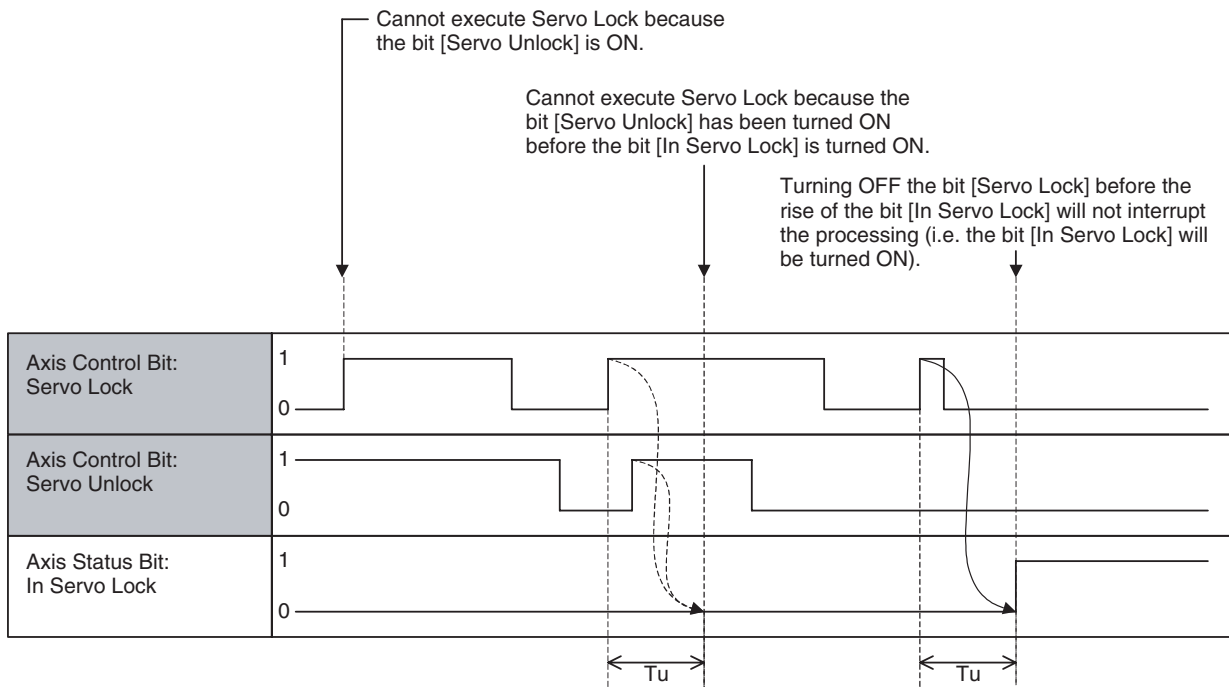 Cannot execute Servo Lock because
the bit [Servo Unlock] is ON.
Cannot execute Servo Lock because the
bit [Servo Unlock] has been turned ON
before the bit [In Servo Lock] is turned ON.
Turning OFF the bit [Servo Lock] before the
rise of the bit [In Servo Lock] will not interrupt
the processing (i.e. the bit [In Servo Lock] will
be turned ON).
Axis Control Bit:
Servo Lock
1
0
Axis Control Bit:
Servo Unlock
1
0
Axis Status Bit:
In Servo Lock
1
0
Tu
Tu